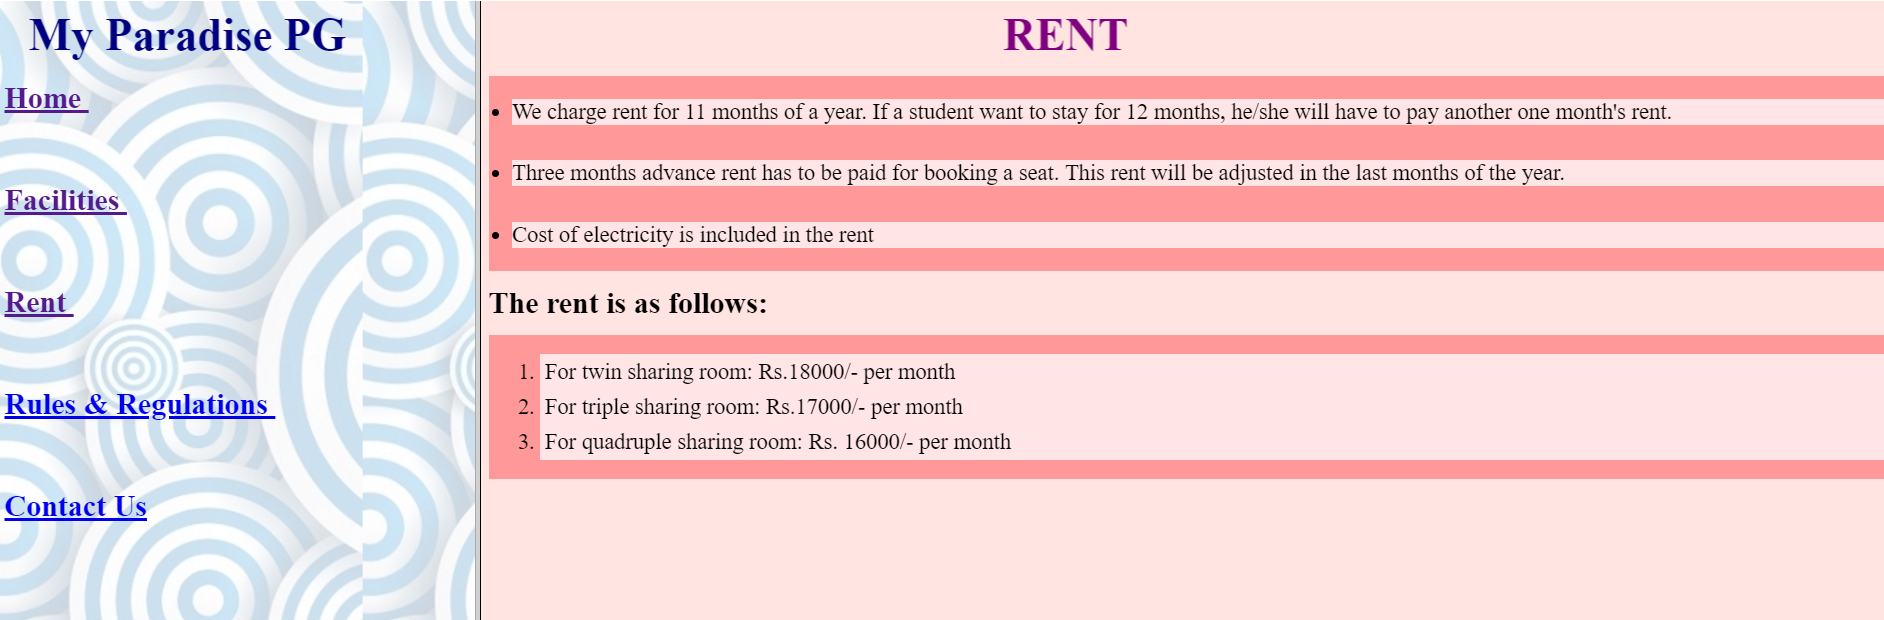 My Paradise PG
Home
Facilities
Rent
Rules & Regulations
Contact Us
RENT
• We charge rent for 11 months of a year. If a student want to stay for 12 months, he/she will have to pay another one month's rent.
• Three months advance rent has to be paid for booking a seat. This rent will be adjusted in the last months of the year.
• Cost of electricity is included in the rent
The rent is as follows:
1. For twin sharing room: Rs.18000/- per month
2. For triple sharing room: Rs.17000/- per month
3. For quadruple sharing room: Rs. 16000/- per month